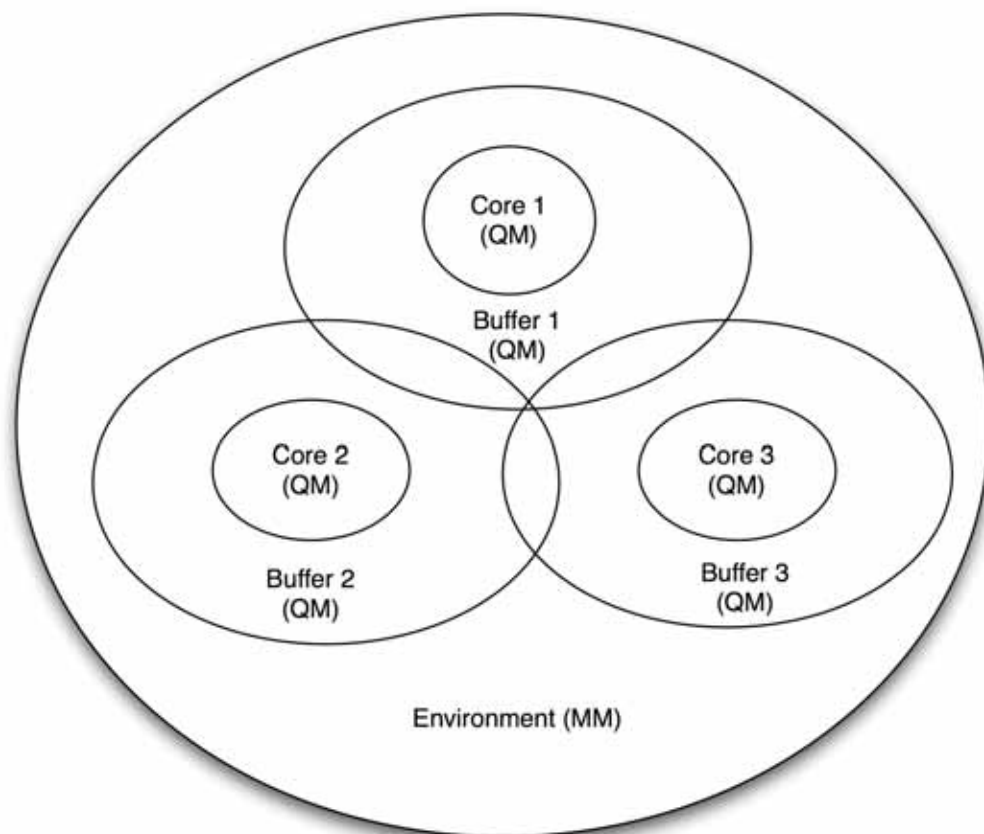 Core 1
(QM)
Buffer 1
(QM)
Core 2
(QM)
Core 3
(QM)
Buffer 2
(QM)
Buffer 3
(QM)
Environment (MM)